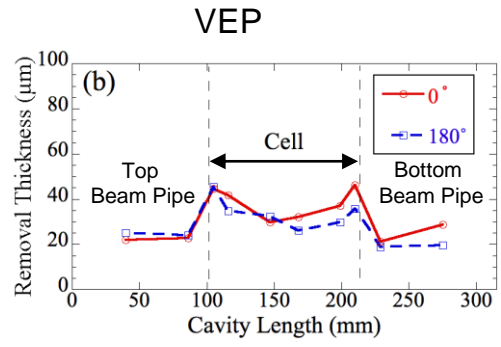 VEP
100
(b)
0°
180°
80
60
40
20
0
Removal Thickness (μm)
Cell
Top
Beam Pipe
Bottom
Beam Pipe
0 50 100 150 200 250 300
Cavity Length (mm)